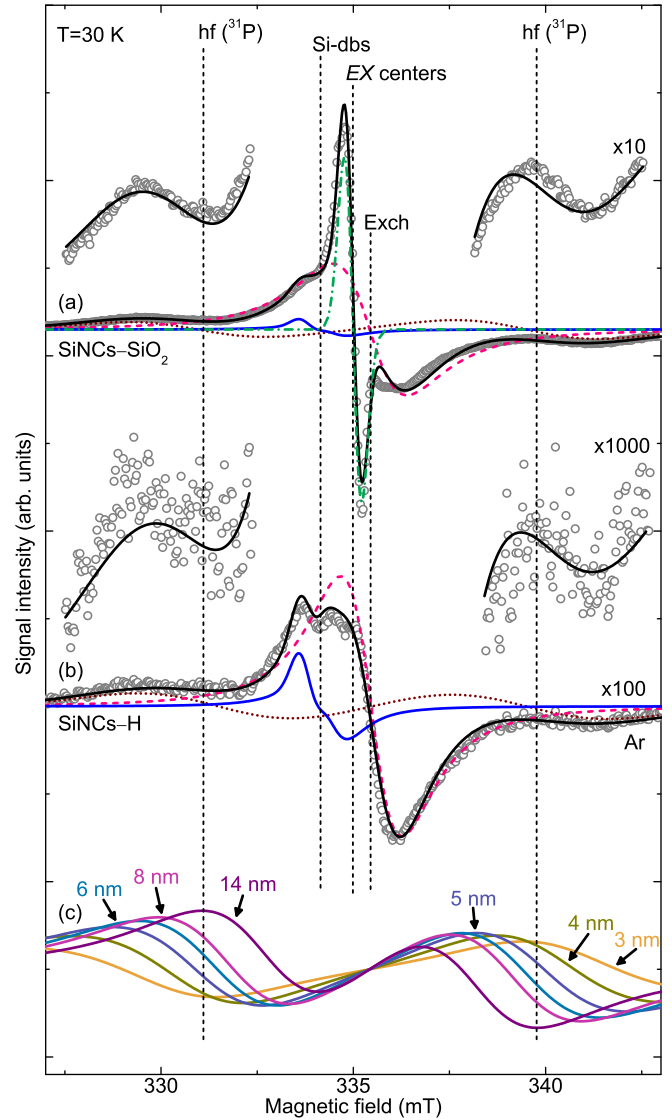 T=30 K
hf (³¹P)
Si-dbs
EX centers
hf (³¹P)
x10
Exch
(a)
SiNCs–SiO₂
x1000
(b)
x100
SiNCs–H
Ar
6 nm
8 nm
14 nm
5 nm
4 nm
3 nm
(c)
Signal intensity (arb. units)
330
335
340
Magnetic field (mT)